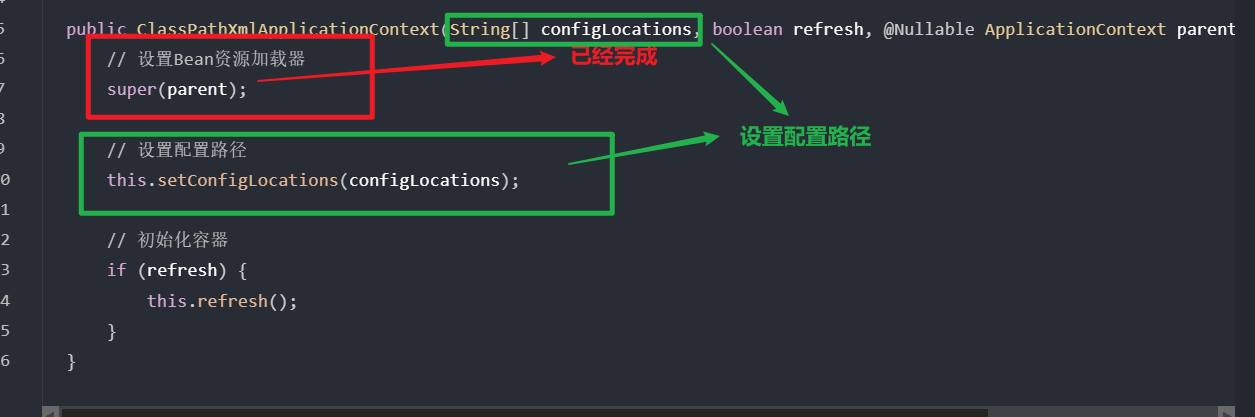 5 public ClassPathXmlApplicationContext(String[] configLocations, boolean refresh, @Nullable ApplicationContext parent
6 // 设置Bean资源加载器 已经完成
7 super(parent);
8
9 // 设置配置路径 设置配置路径
0 this.setConfigLocations(configLocations);
1
2 // 初始化容器
3 if (refresh) {
4 this.refresh();
5 }
6 }